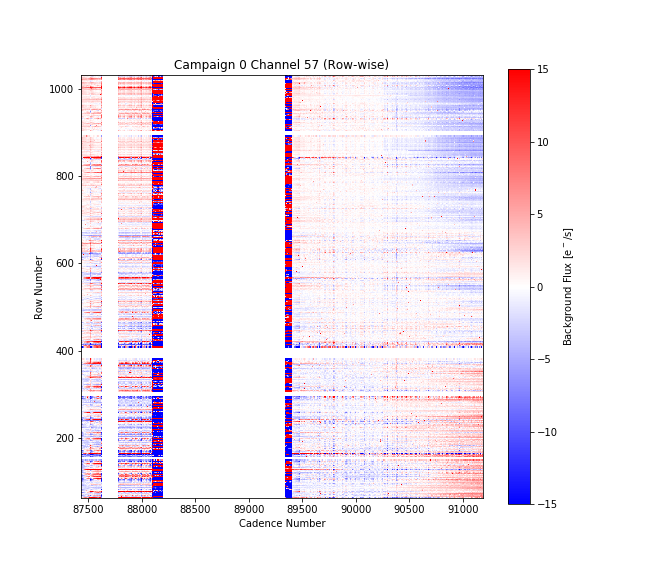 Campaign 0 Channel 57 (Row-wise)
1000
800
600
400
200
Row Number
87500 88000 88500 89000 89500 90000 90500 91000
Cadence Number
15
10
5
0
−5
−10
−15
Background Flux [e⁻/s]